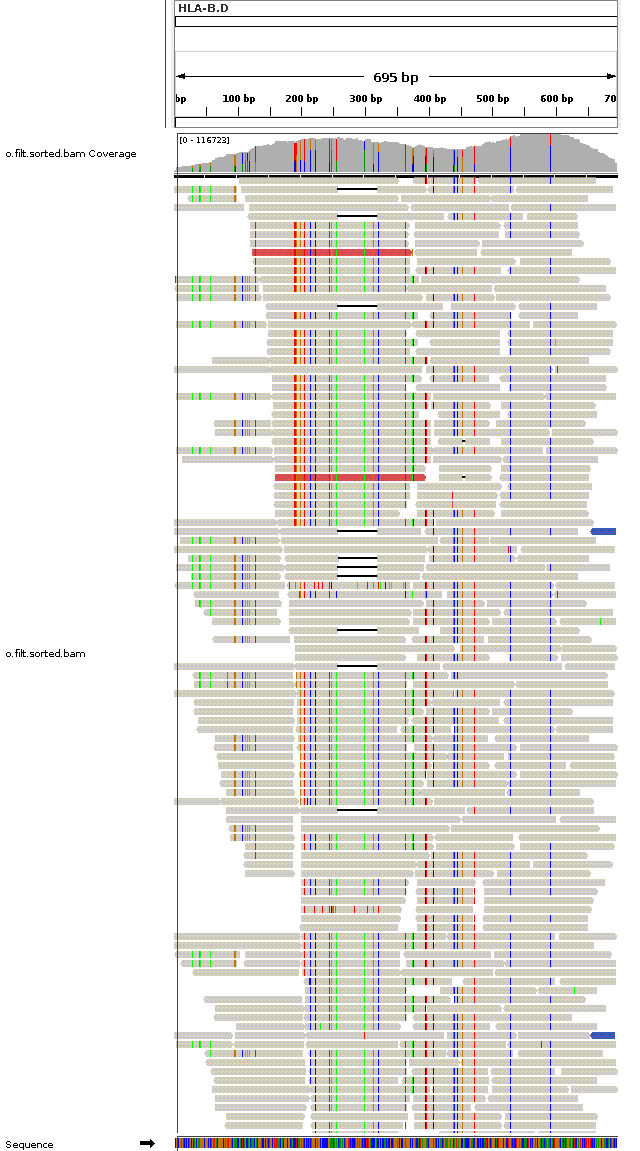 HLA-B.D
695 bp
bp 100 bp 200 bp 300 bp 400 bp 500 bp 600 bp 70
[0 - 116723]
o.filt.sorted.bam Coverage
o.filt.sorted.bam
Sequence